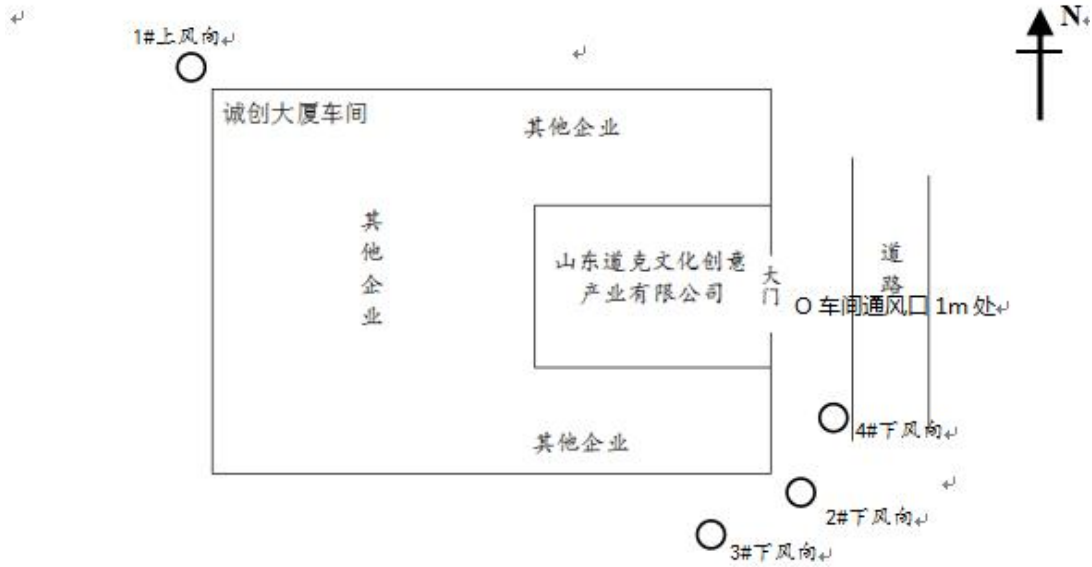 N
1#上风向
诚创大厦车间
其他企业
其他企业
山东道克文化创意
产业有限公司
大门
道路
O 车间通风口 1m 处
4#下风向
其他企业
2#下风向
3#下风向